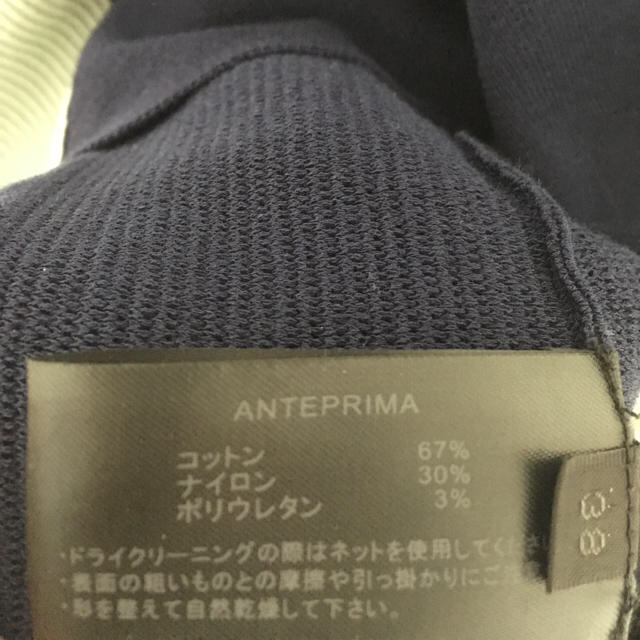 ANTEPRIMA
コットン 67%
ナイロン 30%
ポリウレタン 3%
・ドライクリーニングの際はネットを使用してくだ
・表面の粗いものとの摩擦や引っ掛かりにご
・形を整えて自然乾燥して下さい。
38